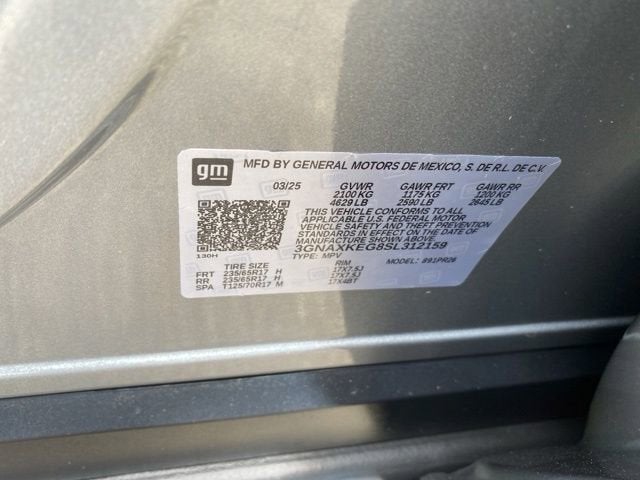 gm
MFD BY GENERAL MOTORS DE MEXICO, S. DE R.L. DE C.V.
03/25 GVWR GAWR FRT GAWR RR
2100 KG 1175 KG 1200 KG
4629 LB 2590 LB 2645 LB
THIS VEHICLE CONFORMS TO ALL
APPLICABLE U.S. FEDERAL MOTOR
VEHICLE SAFETY AND THEFT STANDARDS
IN EFFECT ON THE DATE OF
MANUFACTURE SHOWN ABOVE.
3GNAXKEG8SL312159
130H TYPE: MPV MODEL: 891PR26
TIRE SIZE RIM
FRT 235/65R17 H 17X7.5J
RR 235/65R17 H 17X7.5J
SPA T125/70R17 M 17X4BT